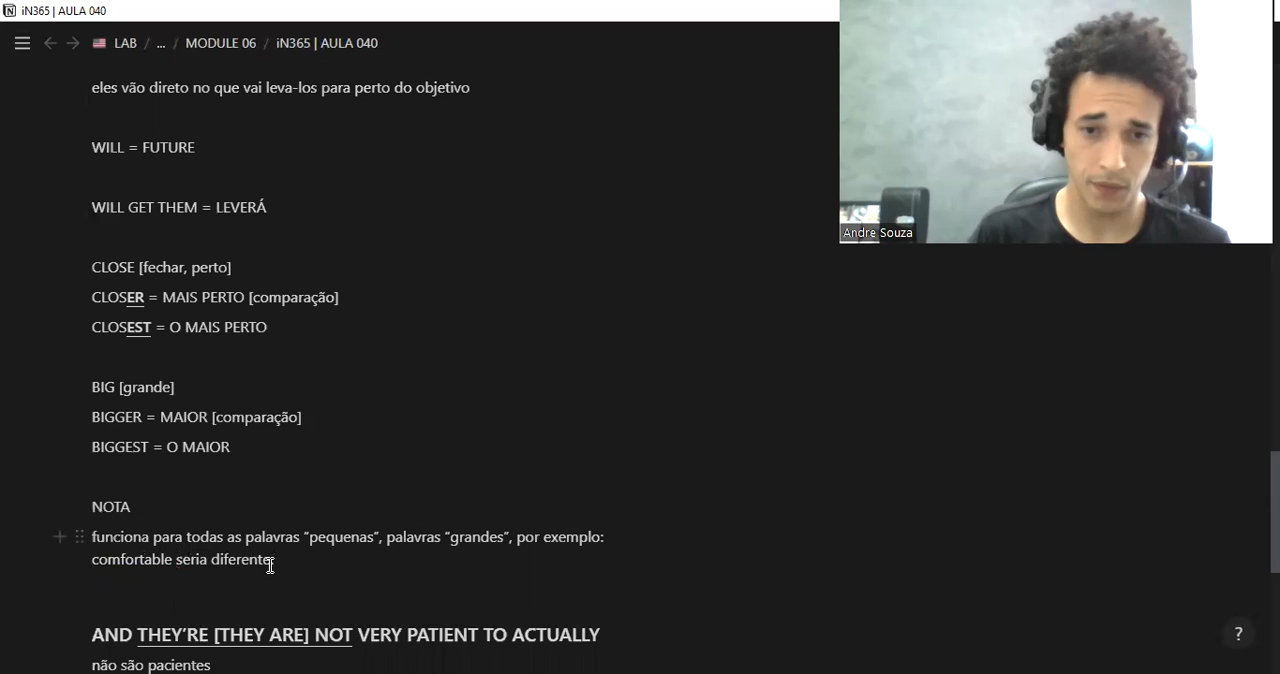 iN365 | AULA 040
LAB / ... / MODULE 06 / iN365 | AULA 040
eles vão direto no que vai leva-los para perto do objetivo
WILL = FUTURE
WILL GET THEM = LEVERÁ
CLOSE [fechar, perto]
CLOSER = MAIS PERTO [comparação]
CLOSEST = O MAIS PERTO
BIG [grande]
BIGGER = MAIOR [comparação]
BIGGEST = O MAIOR
NOTA
funciona para todas as palavras “pequenas”, palavras “grandes”, por exemplo:
comfortable seria diferente
AND THEY’RE [THEY ARE] NOT VERY PATIENT TO ACTUALLY
não são pacientes
Andre Souza
?